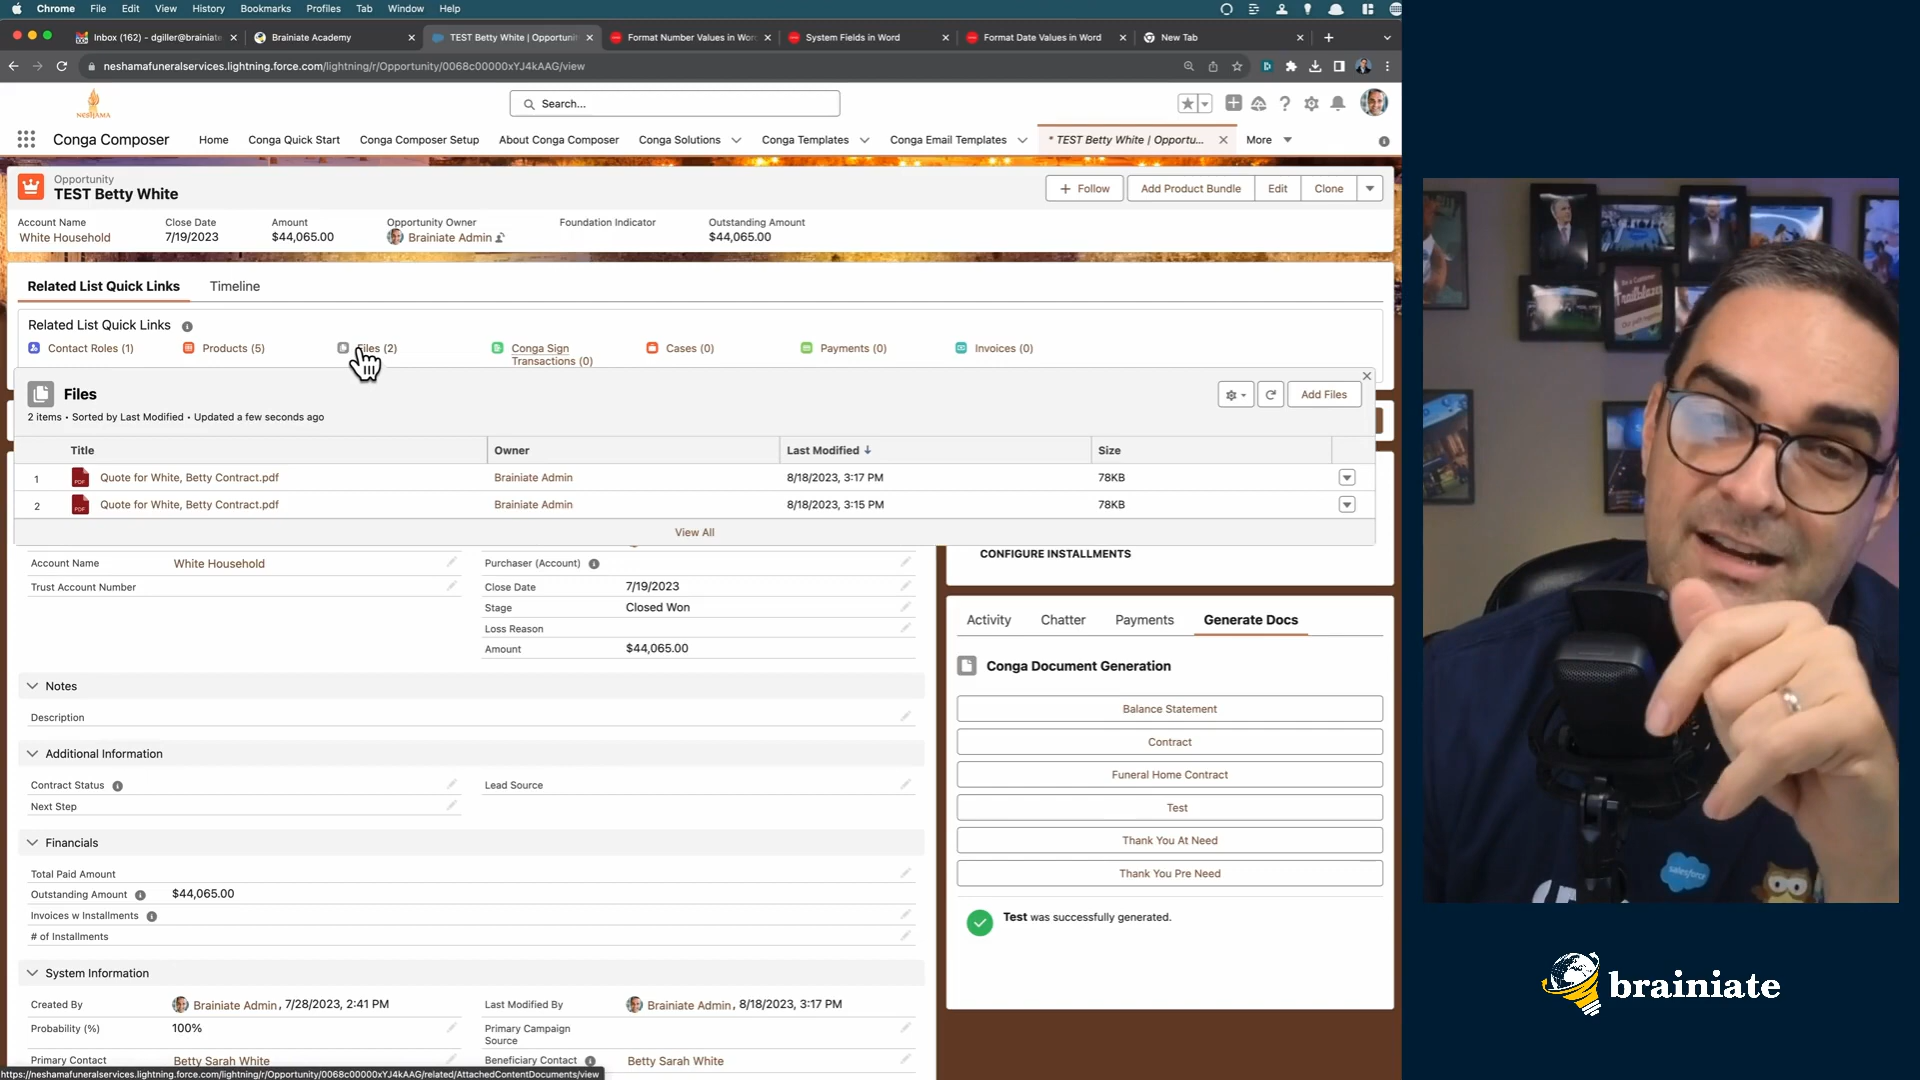 Chrome File Edit View History Bookmarks Profiles Tab Window Help
Inbox (162) - dgiller@brainiate
Brainiate Academy
TEST Betty White | Opportuni
Format Number Values in Wor
System Fields in Word
Format Date Values in Word
New Tab
neshamafuneralservices.lightning.force.com/lightning/r/Opportunity/0068c00000xYJ4kAAG/view
NESHAMA
Search...
Conga Composer
Home
Conga Quick Start
Conga Composer Setup
About Conga Composer
Conga Solutions
Conga Templates
Conga Email Templates
* TEST Betty White | Opportu...
More
Opportunity
TEST Betty White
+ Follow
Add Product Bundle
Edit
Clone
Account Name
White Household
Close Date
7/19/2023
Amount
$44,065.00
Opportunity Owner
Brainiate Admin
Foundation Indicator
Outstanding Amount
$44,065.00
Related List Quick Links
Timeline
Related List Quick Links
Contact Roles (1)
Products (5)
Files (2)
Conga Sign
Transactions (0)
Cases (0)
Payments (0)
Invoices (0)
Files
2 items • Sorted by Last Modified • Updated a few seconds ago
Add Files
Title Owner Last Modified Size
1 PDF Quote for White, Betty Contract.pdf Brainiate Admin 8/18/2023, 3:17 PM 78KB
2 PDF Quote for White, Betty Contract.pdf Brainiate Admin 8/18/2023, 3:15 PM 78KB
View All
Account Name White Household
Trust Account Number
Purchaser (Account)
Close Date 7/19/2023
Stage Closed Won
Loss Reason
Amount $44,065.00
Notes
Description
Additional Information
Contract Status
Lead Source
Next Step
Financials
Total Paid Amount
Outstanding Amount $44,065.00
Invoices w Installments
# of Installments
System Information
Created By Brainiate Admin, 7/28/2023, 2:41 PM
Last Modified By Brainiate Admin, 8/18/2023, 3:17 PM
Probability (%) 100%
Primary Campaign
Source
Primary Contact Betty Sarah White
Beneficiary Contact Betty Sarah White
https://neshamafuneralservices.lightning.force.com/lightning/r/Opportunity/0068c00000xYJ4kAAG/related/AttachedContentDocuments/view
CONFIGURE INSTALLMENTS
Activity
Chatter
Payments
Generate Docs
Conga Document Generation
Balance Statement
Contract
Funeral Home Contract
Test
Thank You At Need
Thank You Pre Need
Test was successfully generated.
Trailblazer
salesforce
brainiate